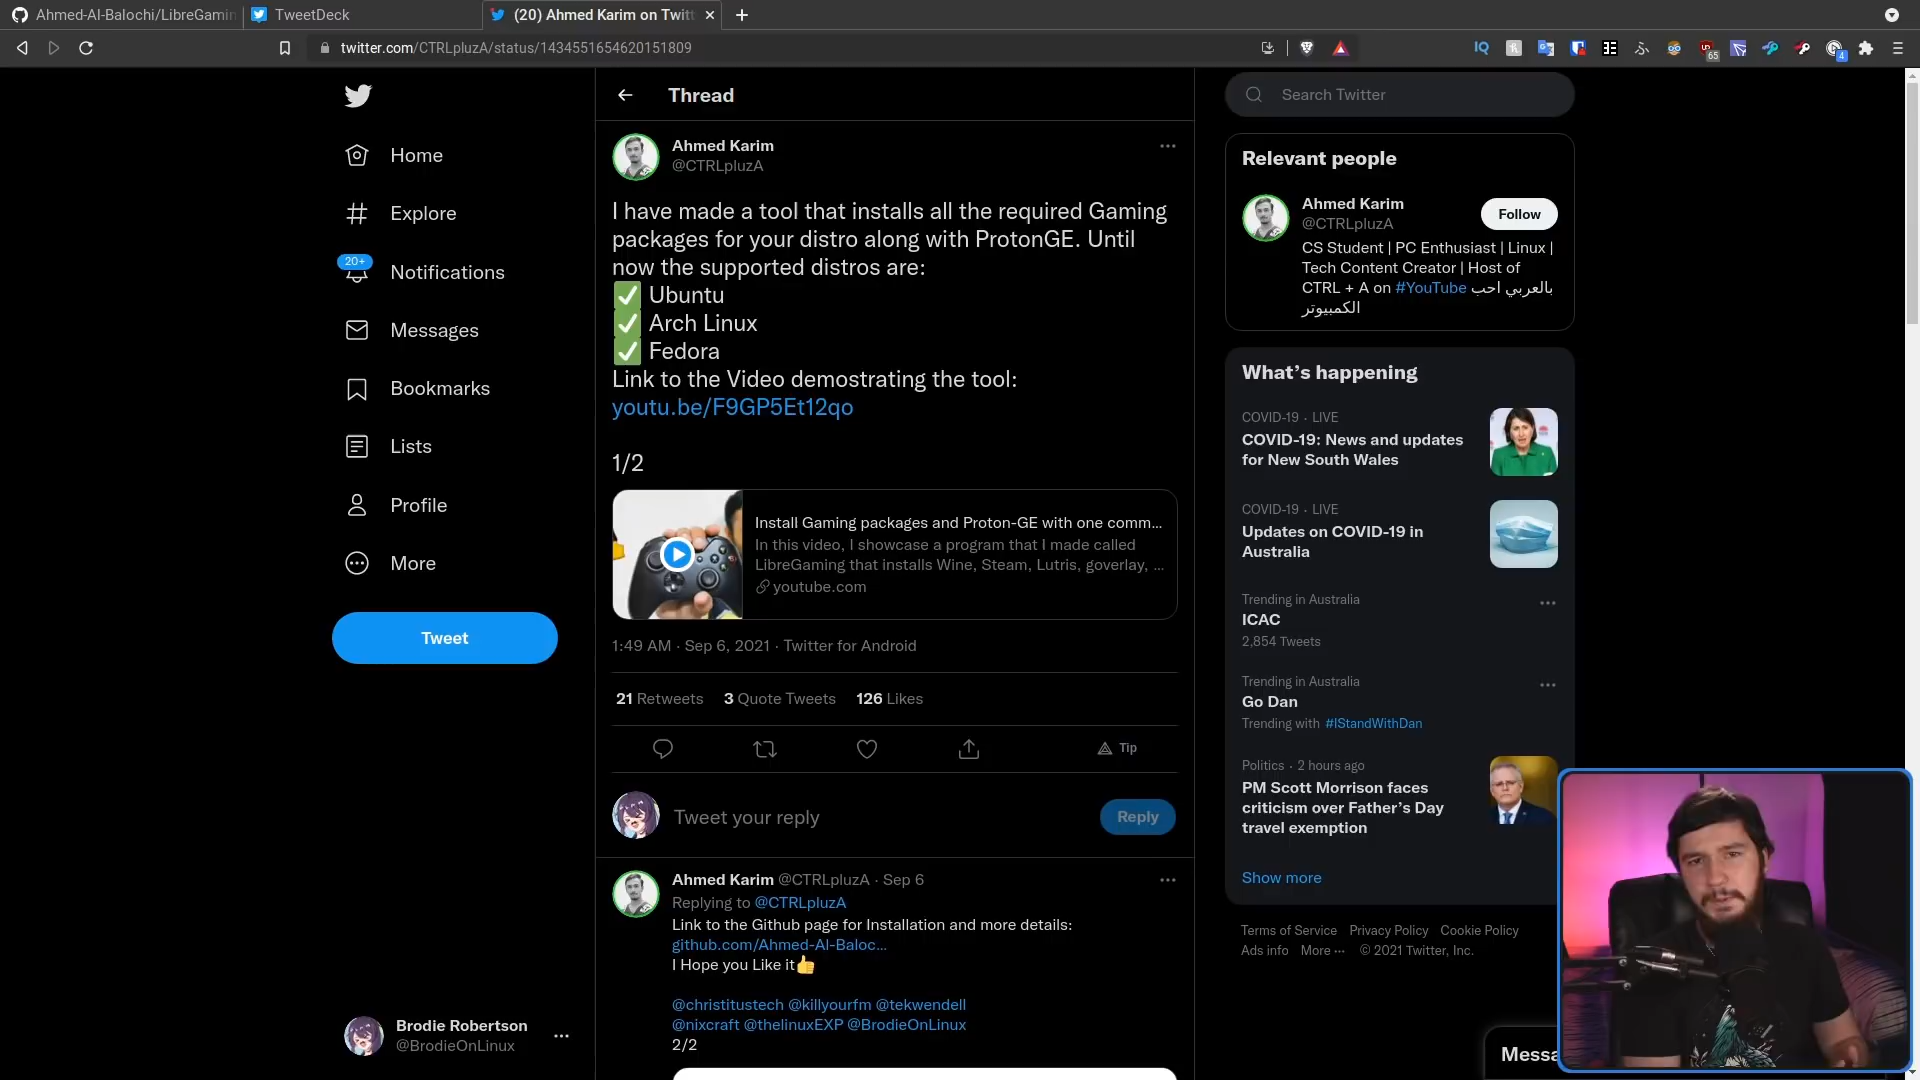 Ahmed-Al-Balochi/LibreGamin
TweetDeck
(20) Ahmed Karim on Twitt
twitter.com/CTRLpluzA/status/1434551654620151809
IQ
65
4
Home
Explore
20+
Notifications
Messages
Bookmarks
Lists
Profile
More
Tweet
Brodie Robertson
@BrodieOnLinux
Thread
Ahmed Karim
@CTRLpluzA
I have made a tool that installs all the required Gaming
packages for your distro along with ProtonGE. Until
now the supported distros are:
✅ Ubuntu
✅ Arch Linux
✅ Fedora
Link to the Video demostrating the tool:
youtu.be/F9GP5Et12qo
1/2
Install Gaming packages and Proton-GE with one comm...
In this video, I showcase a program that I made called
LibreGaming that installs Wine, Steam, Lutris, goverlay, ...
youtube.com
1:49 AM · Sep 6, 2021 · Twitter for Android
21 Retweets 3 Quote Tweets 126 Likes
Tip
Tweet your reply
Reply
Ahmed Karim @CTRLpluzA · Sep 6
Replying to @CTRLpluzA
Link to the Github page for Installation and more details:
github.com/Ahmed-Al-Baloc...
I Hope you Like it👍
@christitustech @killyourfm @tekwendell
@nixcraft @thelinuxEXP @BrodieOnLinux
2/2
Search Twitter
Relevant people
Ahmed Karim
@CTRLpluzA
Follow
CS Student | PC Enthusiast | Linux |
Tech Content Creator | Host of
CTRL + A on #YouTube بالعربي احب
الكمبيوتر
What's happening
COVID-19 · LIVE
COVID-19: News and updates
for New South Wales
COVID-19 · LIVE
Updates on COVID-19 in
Australia
Trending in Australia
ICAC
2,854 Tweets
Trending in Australia
Go Dan
Trending with #IStandWithDan
Politics · 2 hours ago
PM Scott Morrison faces
criticism over Father's Day
travel exemption
Show more
Terms of Service Privacy Policy Cookie Policy
Ads info More ··· © 2021 Twitter, Inc.
Messa